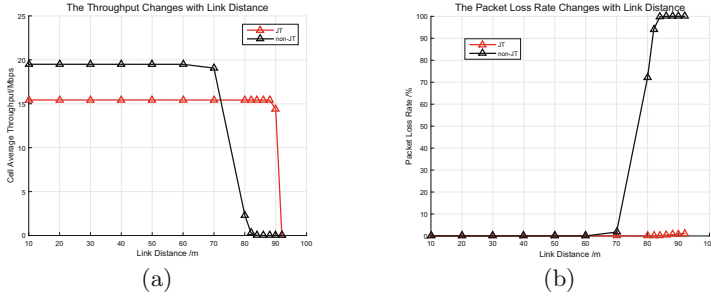 The Throughput Changes with Link Distance
25
20
15
10
5
0
Cell Average Throughput/Mbps
JT
non-JT
10 20 30 40 50 60 70 80 90 100
Link Distance /m
(a)
The Packet Loss Rate Changes with Link Distance
100
90
80
70
60
50
40
30
20
10
0
Packet Loss Rate /%
JT
non-JT
10 20 30 40 50 60 70 80 90 100
Link Distance /m
(b)